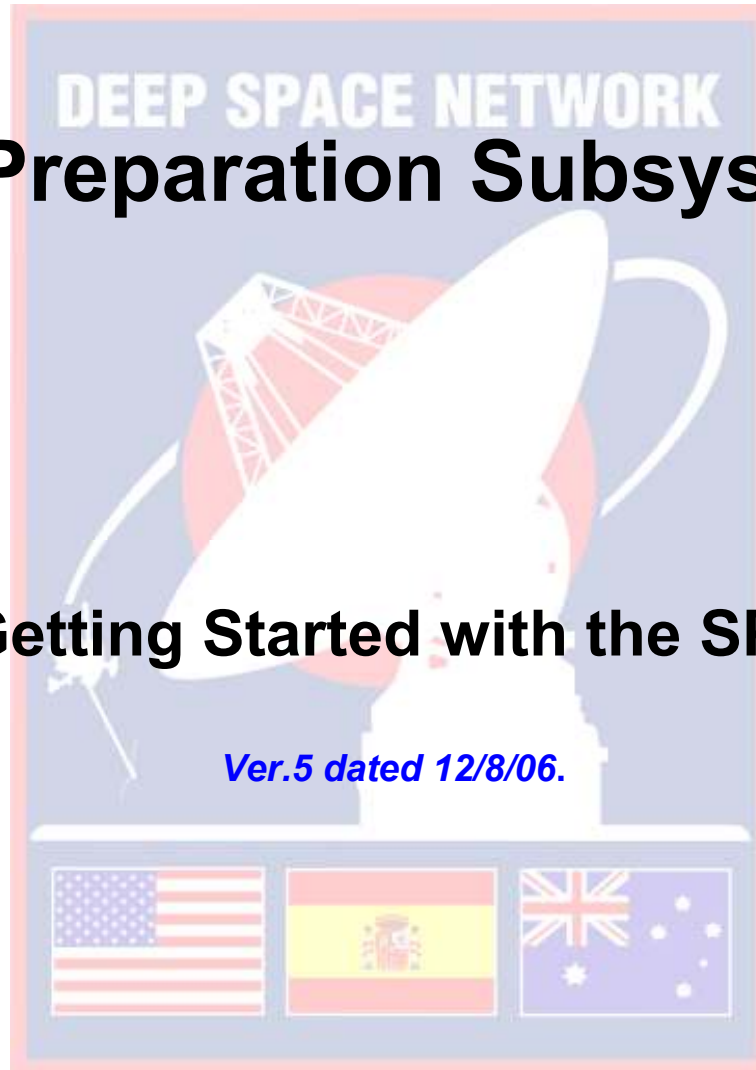 DEEP SPACE NETWORK
Preparation Subsys
Getting Started with the S
Ver.5 dated 12/8/06.